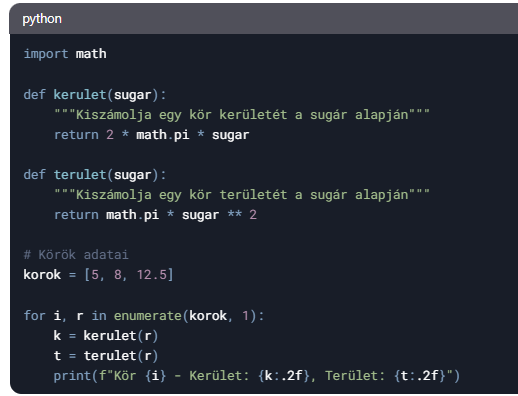 python
import math
def kerulet(sugar):
    """Kiszámolja egy kör kerületét a sugár alapján"""
    return 2 * math.pi * sugar
def terulet(sugar):
    """Kiszámolja egy kör területét a sugár alapján"""
    return math.pi * sugar ** 2
# Körök adatai
korok = [5, 8, 12.5]
for i, r in enumerate(korok, 1):
    k = kerulet(r)
    t = terulet(r)
    print(f"Kör {i} - Kerület: {k:.2f}, Terület: {t:.2f}")